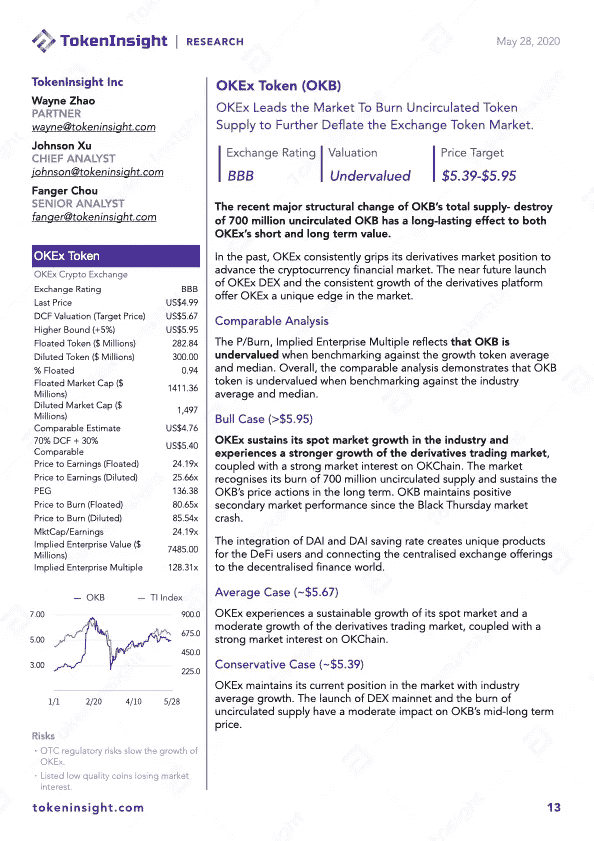 TokenInsight | RESEARCH
May 28, 2020
TokenInsight Inc
Wayne Zhao
PARTNER
wayne@tokeninsight.com
Johnson Xu
CHIEF ANALYST
johnson@tokeninsight.com
Fanger Chou
SENIOR ANALYST
fanger@tokeninsight.com
OKEx Token
OKEx Crypto Exchange
Exchange Rating BBB
Last Price US$4.99
DCF Valuation (Target Price) US$5.67
Higher Bound (+5%) US$5.95
Floated Token ($ Millions) 282.84
Diluted Token ($ Millions) 300.00
% Floated 0.94
Floated Market Cap ($
Millions) 1411.36
Diluted Market Cap ($
Millions) 1,497
Comparable Estimate US$4.76
70% DCF + 30%
Comparable US$5.40
Price to Earnings (Floated) 24.19x
Price to Earnings (Diluted) 25.66x
PEG 136.38
Price to Burn (Floated) 80.65x
Price to Burn (Diluted) 85.54x
MktCap/Earnings 24.19x
Implied Enterprise Value ($
Millions) 7485.00
Implied Enterprise Multiple 128.31x
OKB TI Index
7.00 900.0
5.00 675.0
450.0
3.00 225.0
1/1 2/20 4/10 5/28
Risks
· OTC regulatory risks slow the growth of
OKEx.
· Listed low quality coins losing market
interest.
OKEx Token (OKB)
OKEx Leads the Market To Burn Uncirculated Token
Supply to Further Deflate the Exchange Token Market.
Exchange Rating Valuation Price Target
BBB Undervalued $5.39-$5.95
The recent major structural change of OKB's total supply- destroy
of 700 million uncirculated OKB has a long-lasting effect to both
OKEx's short and long term value.
In the past, OKEx consistently grips its derivatives market position to
advance the cryptocurrency financial market. The near future launch
of OKEx DEX and the consistent growth of the derivatives platform
offer OKEx a unique edge in the market.
Comparable Analysis
The P/Burn, Implied Enterprise Multiple reflects that OKB is
undervalued when benchmarking against the growth token average
and median. Overall, the comparable analysis demonstrates that OKB
token is undervalued when benchmarking against the industry
average and median.
Bull Case (>$5.95)
OKEx sustains its spot market growth in the industry and
experiences a stronger growth of the derivatives trading market,
coupled with a strong market interest on OKChain. The market
recognises its burn of 700 million uncirculated supply and sustains the
OKB's price actions in the long term. OKB maintains positive
secondary market performance since the Black Thursday market
crash.
The integration of DAI and DAI saving rate creates unique products
for the DeFi users and connecting the centralised exchange offerings
to the decentralised finance world.
Average Case (~$5.67)
OKEx experiences a sustainable growth of its spot market and a
moderate growth of the derivatives trading market, coupled with a
strong market interest on OKChain.
Conservative Case (~$5.39)
OKEx maintains its current position in the market with industry
average growth. The launch of DEX mainnet and the burn of
uncirculated supply have a moderate impact on OKB's mid-long term
price.
tokeninsight.com
13